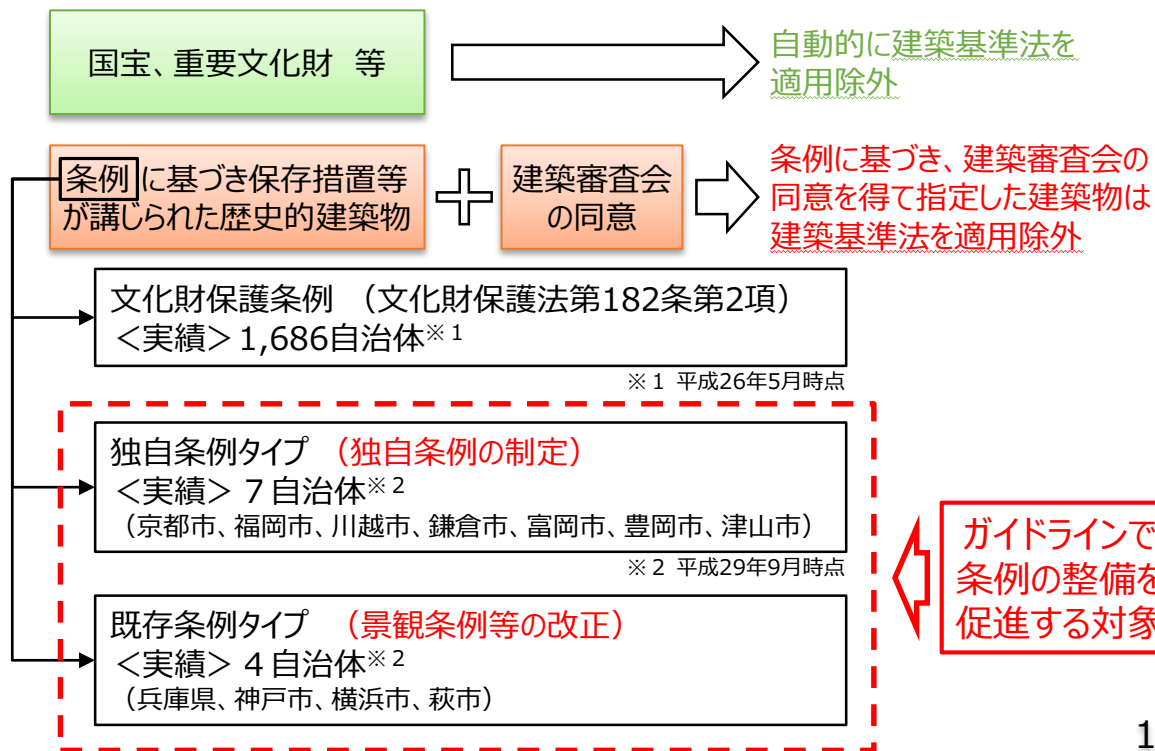 国宝、重要文化財 等
自動的に建築基準法を
適用除外
条例に基づき保存措置等
が講じられた歴史的建築物
建築審査会
の同意
条例に基づき、建築審査会の
同意を得て指定した建築物は
建築基準法を適用除外
文化財保護条例 （文化財保護法第182条第2項）
＜実績＞1,686自治体※１
※１ 平成26年5月時点
独自条例タイプ （独自条例の制定）
＜実績＞７自治体※２
（京都市、福岡市、川越市、鎌倉市、富岡市、豊岡市、津山市）
※２ 平成29年9月時点
既存条例タイプ （景観条例等の改正）
＜実績＞４自治体※２
（兵庫県、神戸市、横浜市、萩市）
ガイドラインで
条例の整備を
促進する対象
1